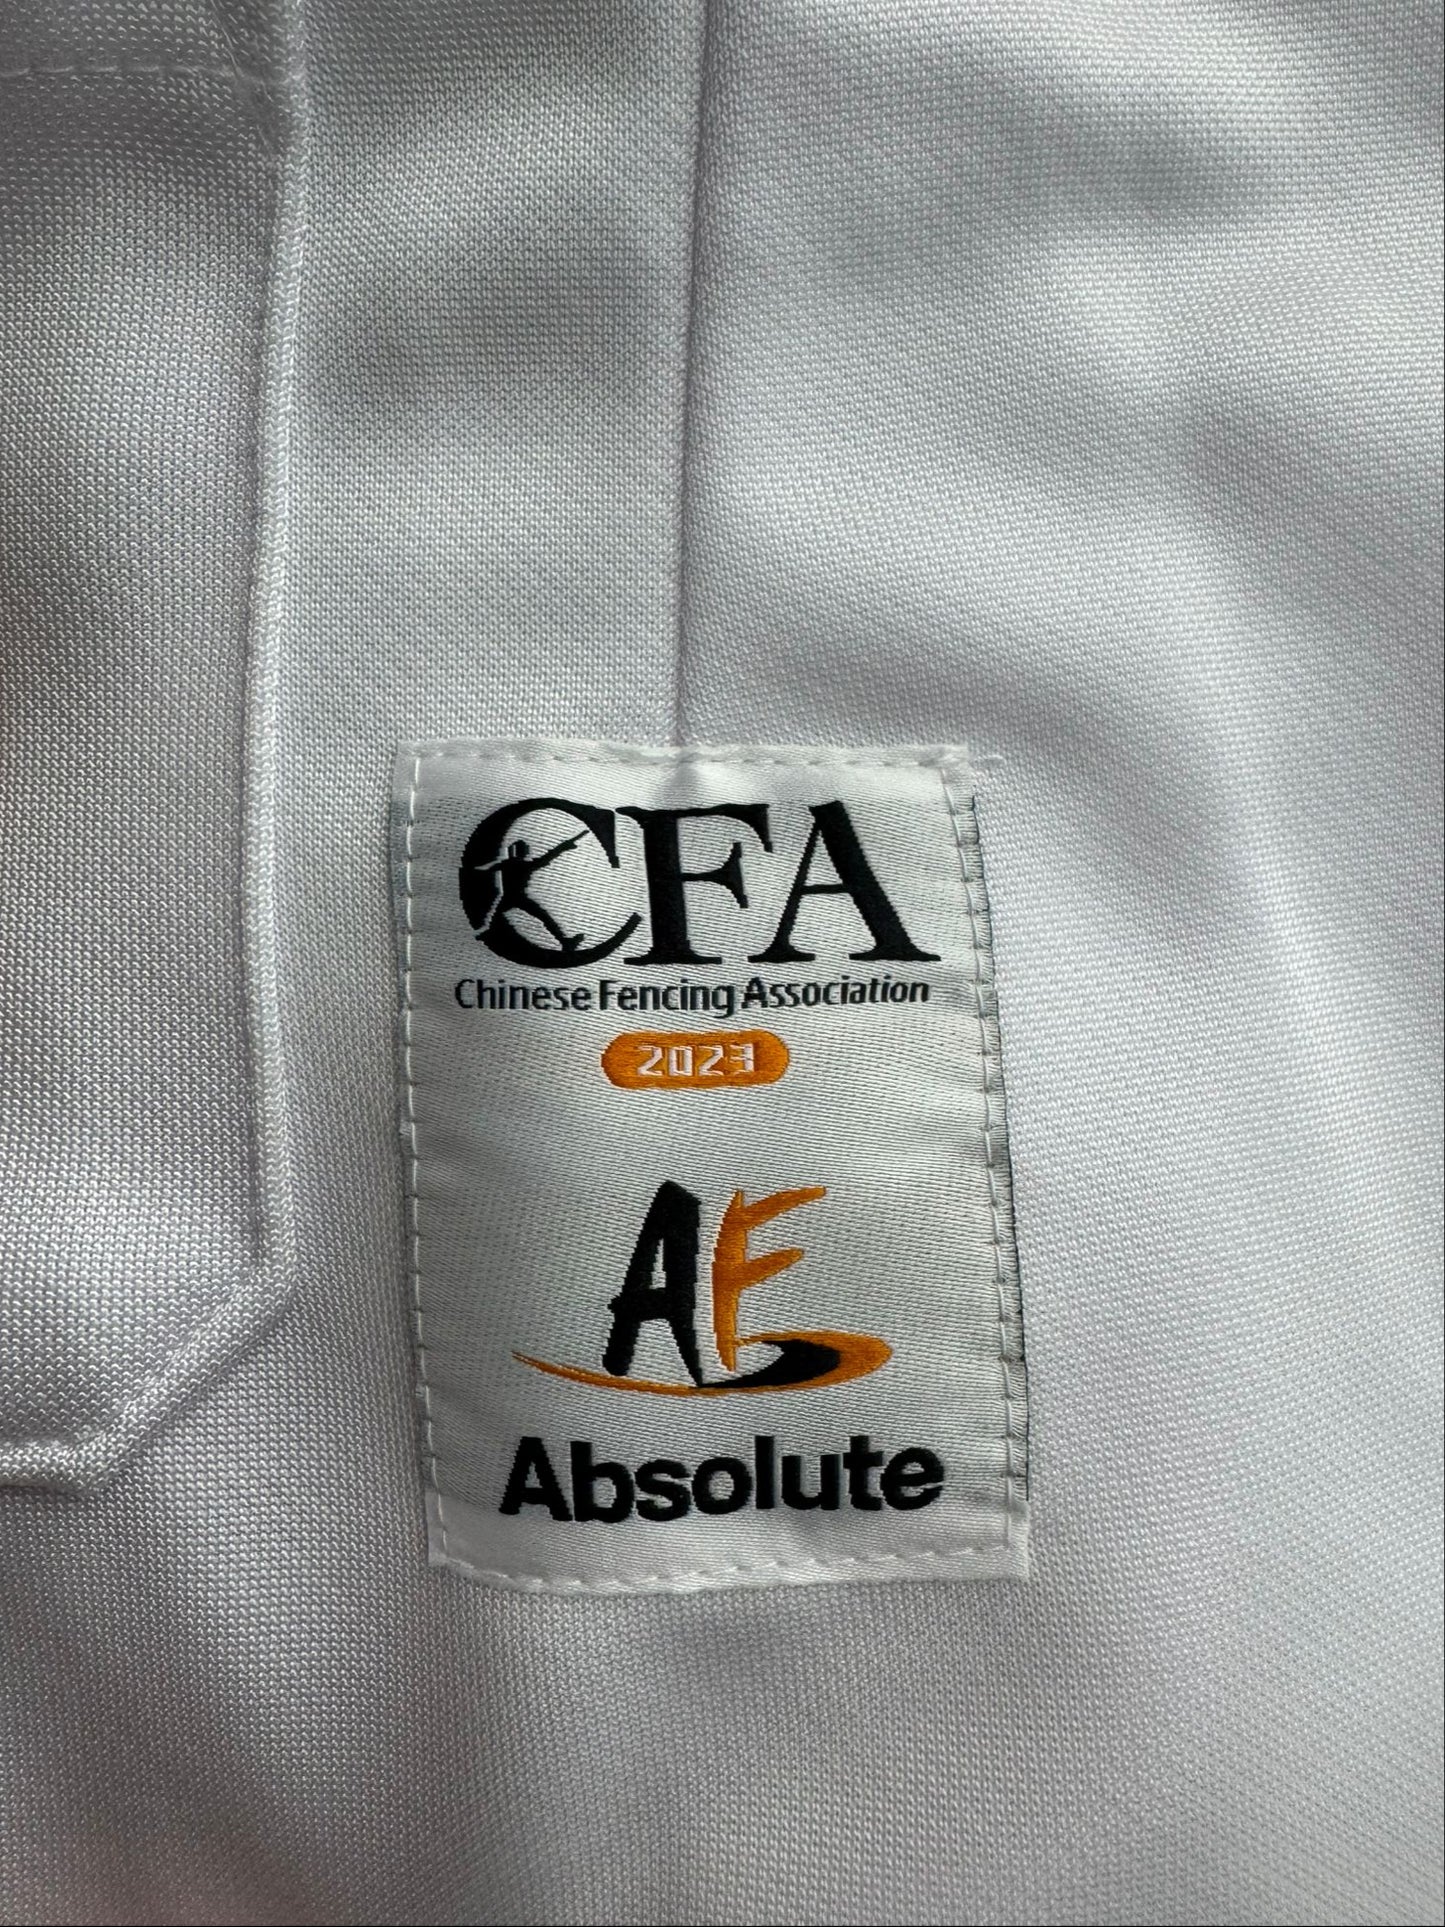 CFA
Chinese Fencing Association
2023
AE
Absolute